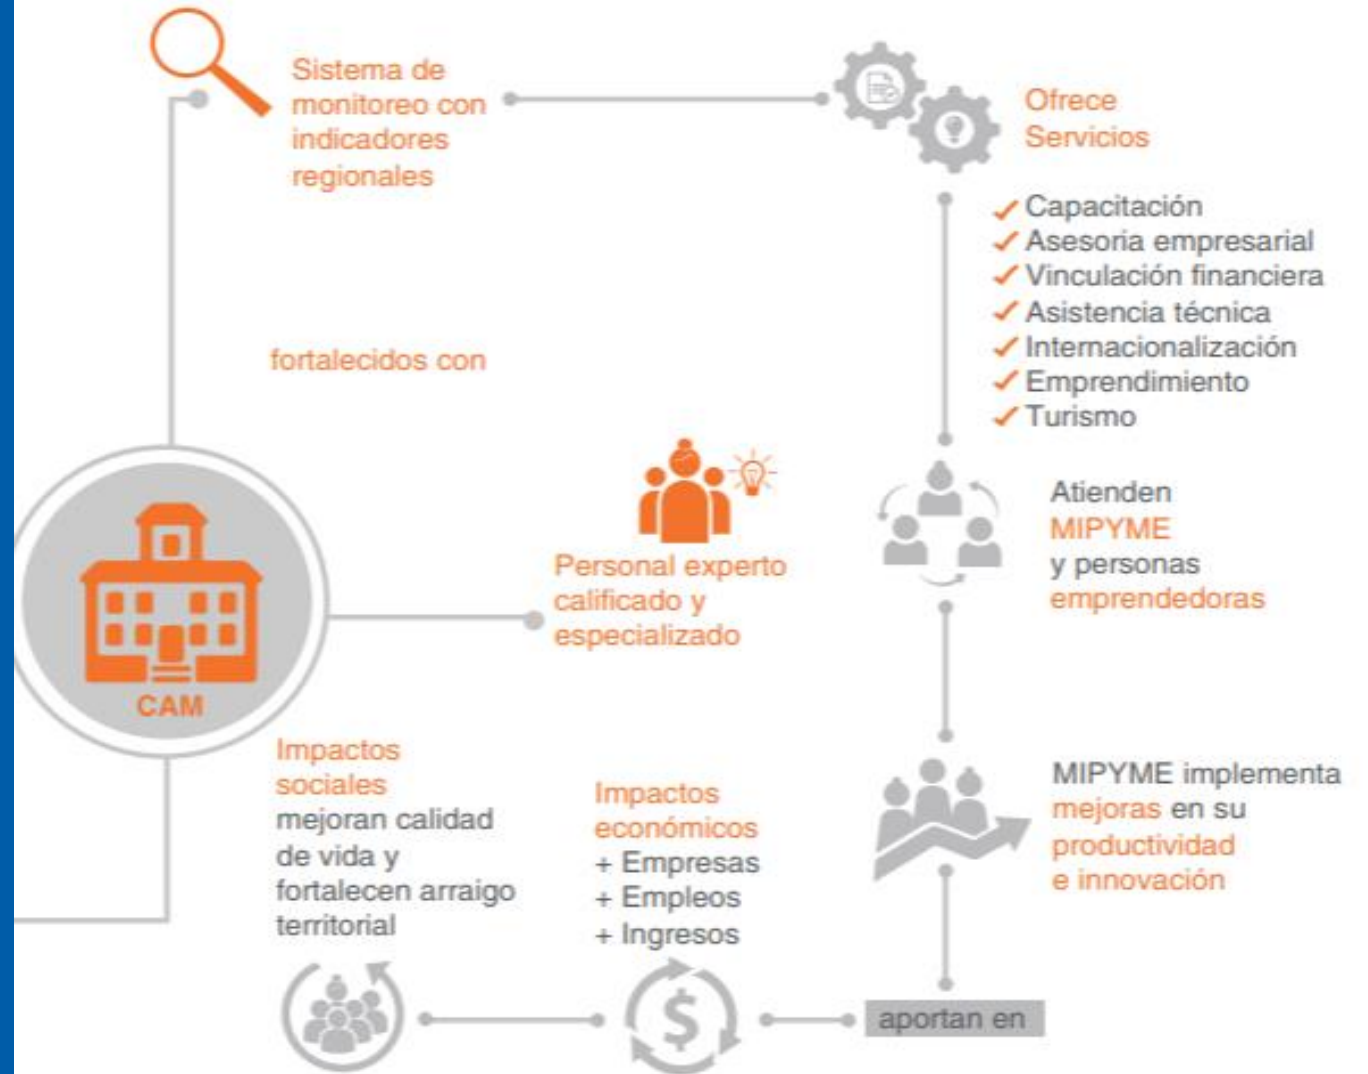 Sistema de
monitoreo con
indicadores
regionales
Ofrece
Servicios
Capacitación
Asesoria empresarial
Vinculación financiera
Asistencia técnica
Internacionalización
Emprendimiento
Turismo
fortalecidos con
Personal experto
calificado y
especializado
Atienden
MIPYME
y personas
emprendedoras
CAM
MIPYME implementa
mejoras en su
productividad
e innovación
aportan en
Impactos
económicos
+ Empresas
+ Empleos
+ Ingresos
$
Impactos
sociales
mejoran calidad
de vida y
fortalecen arraigo
territorial